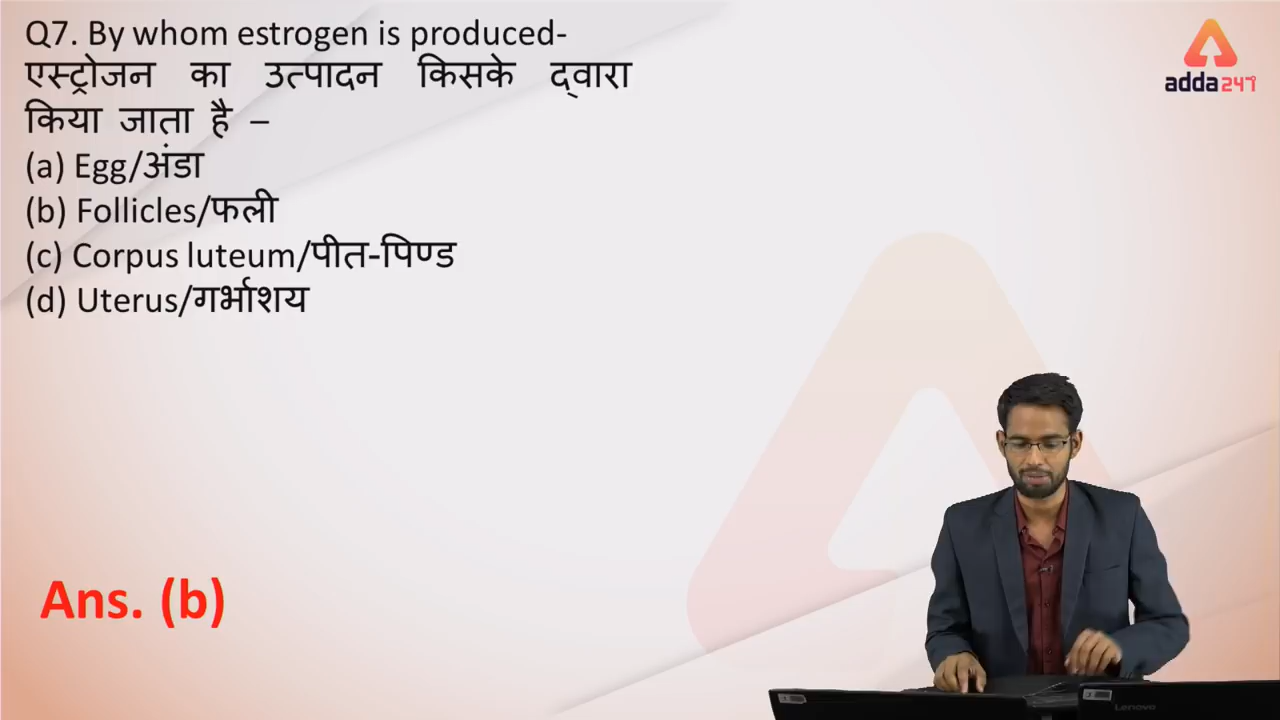 Q7. By whom estrogen is produced-
एस्ट्रोजन का उत्पादन किसके द्वारा
किया जाता है –
(a) Egg/अंडा
(b) Follicles/फली
(c) Corpus luteum/पीत-पिण्ड
(d) Uterus/गर्भाशय
Ans. (b)
adda247
Lenovo